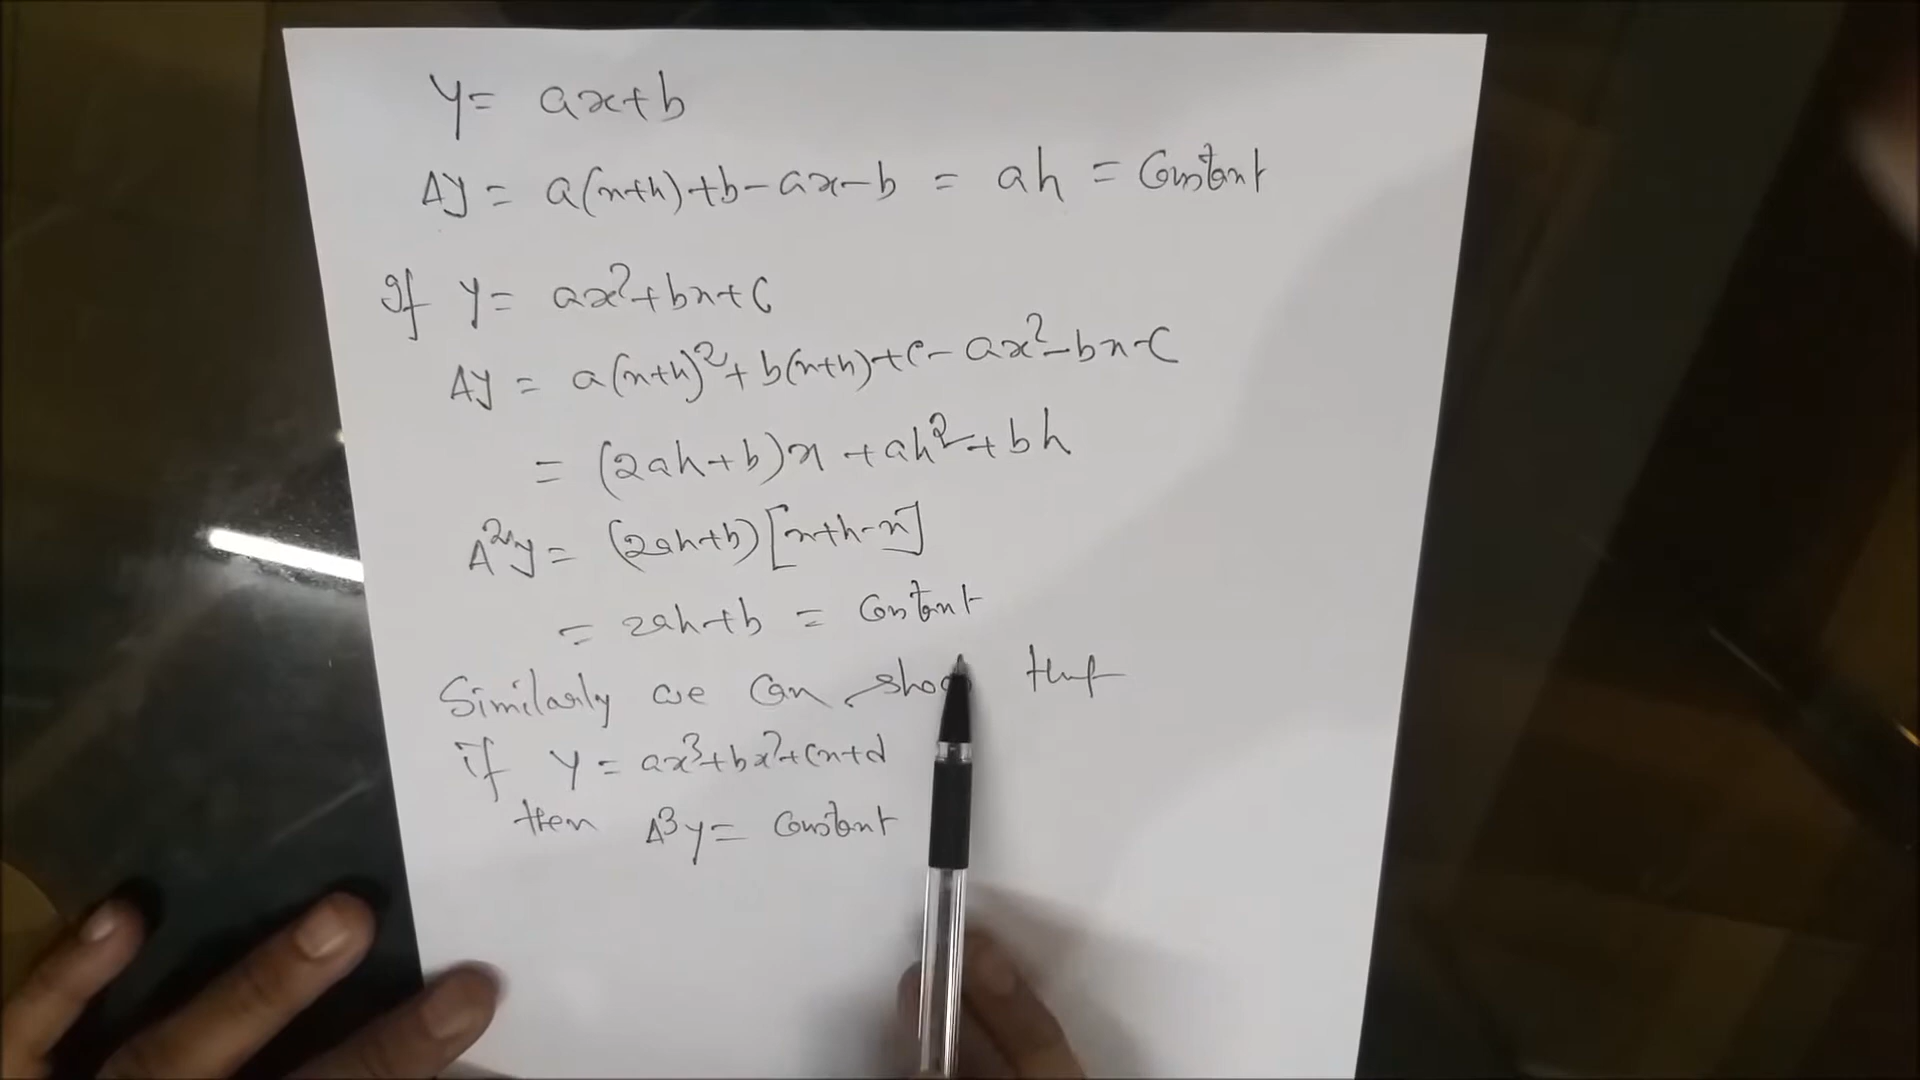 y = ax+b
Δy = a(x+h)+b-ax-b = ah = Constant
If y = ax²+bx+c
Δy = a(x+h)²+b(x+h)+c-ax²-bx-c
= (2ah+b)x+ah²+bh
Δ²y = (2ah+b)[x+h-x]
= 2ah+b = constant
Similarly we can show that
if y = ax³+bx²+cx+d
then Δ³y = constant